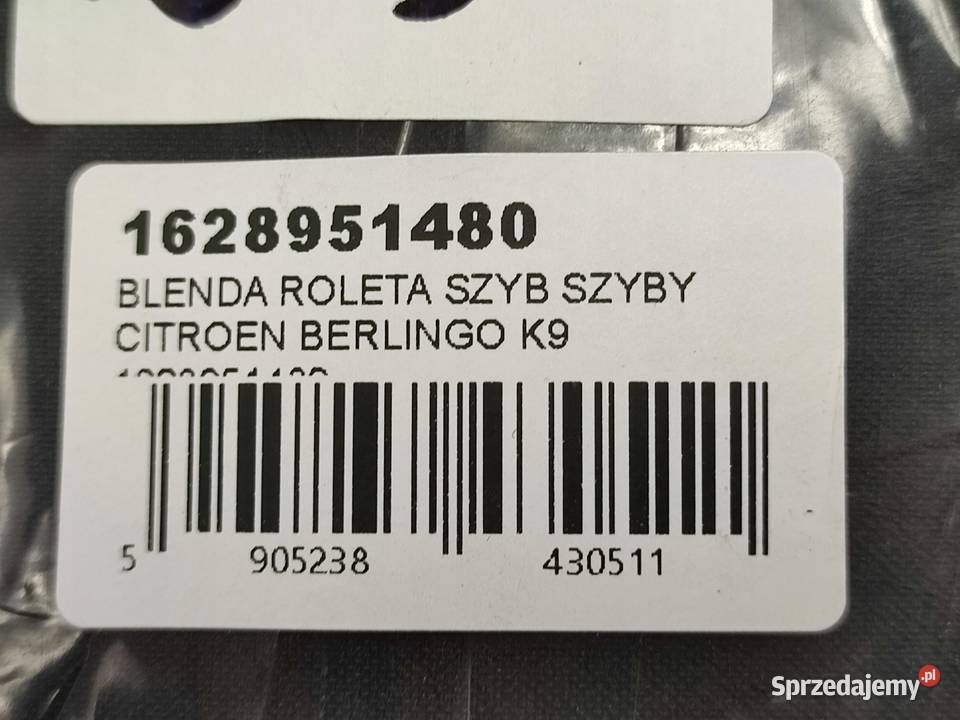 1628951480
BLENDA ROLETA SZYB SZYBY
CITROEN BERLINGO K9
5 905238 430511
Sprzedajemy.pl